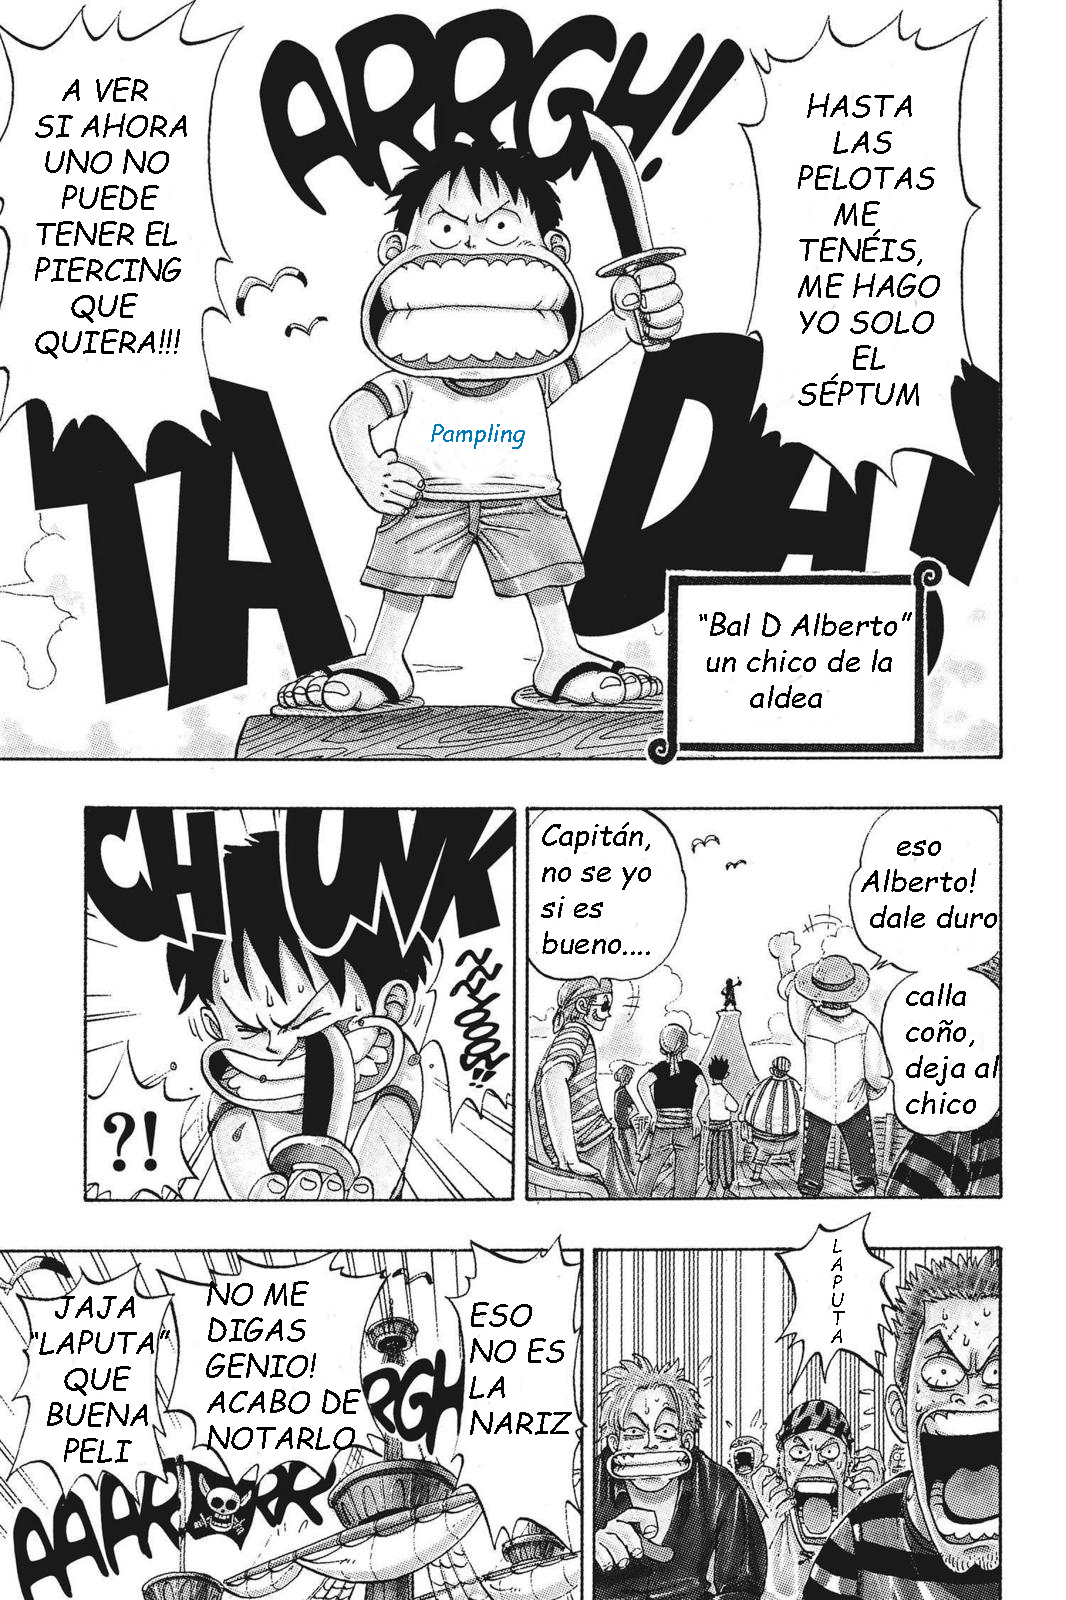 ARRGH!
HASTA
LAS
PELOTAS
ME
TENÉIS,
ME HAGO
YO SOLO
EL
SÉPTUM
A VER
SI AHORA
UNO NO
PUEDE
TENER EL
PIERCING
QUE
QUIERA!!!
Pampling
TA DA!
"Bal D Alberto"
un chico de la
aldea
eso
Alberto!
dale duro
Capitán,
no se yo
si es
bueno....
calla
coño,
deja al
chico
CHUNK
?!
LAPUTA
ESO
NO ES
LA
NARIZ
NO ME
DIGAS
GENIO!
ACABO DE
NOTARLO
JAJA
"LAPUTA"
QUE
BUENA
PELI
RGH
AAARRRR